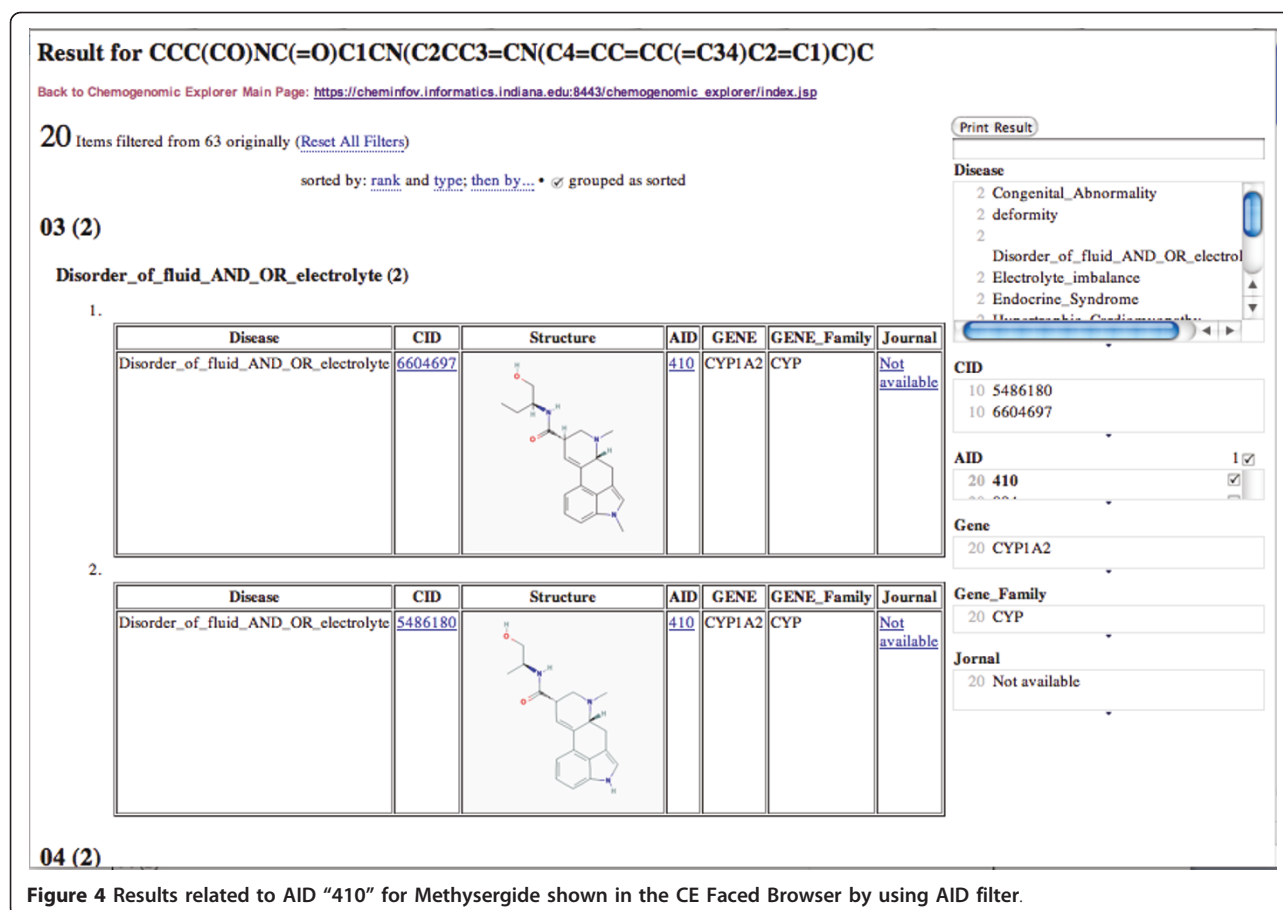 Result for CCC(CO)NC(=O)C1CN(C2CC3=CN(C4=CC=CC(=C34)C2=C1)C)C
Back to Chemogenomic Explorer Main Page: https://cheminfov.informatics.indiana.edu:8443/chemogenomic_explorer/index.jsp
20 Items filtered from 63 originally (Reset All Filters)
sorted by: rank and type; then by... • grouped as sorted
03 (2)
Disorder_of_fluid_AND_OR_electrolyte (2)
1.
Disease CID Structure AID GENE GENE_Family Journal
Disorder_of_fluid_AND_OR_electrolyte 6604697 410 CYP1A2 CYP Not
available
H
O
N H
H
O
H
N
H
N
2.
Disease CID Structure AID GENE GENE_Family Journal
Disorder_of_fluid_AND_OR_electrolyte 5486180 410 CYP1A2 CYP Not
available
H
O
N H
O
N
H
N
H
04 (2)
Print Result
Disease
2 Congenital_Abnormality
2 deformity
2
Disorder_of_fluid_AND_OR_electrol
2 Electrolyte_imbalance
2 Endocrine_Syndrome
CID
10 5486180
10 6604697
AID 1
20 410
Gene
20 CYP1A2
Gene_Family
20 CYP
Jornal
20 Not available
Figure 4 Results related to AID “410” for Methysergide shown in the CE Faced Browser by using AID filter.